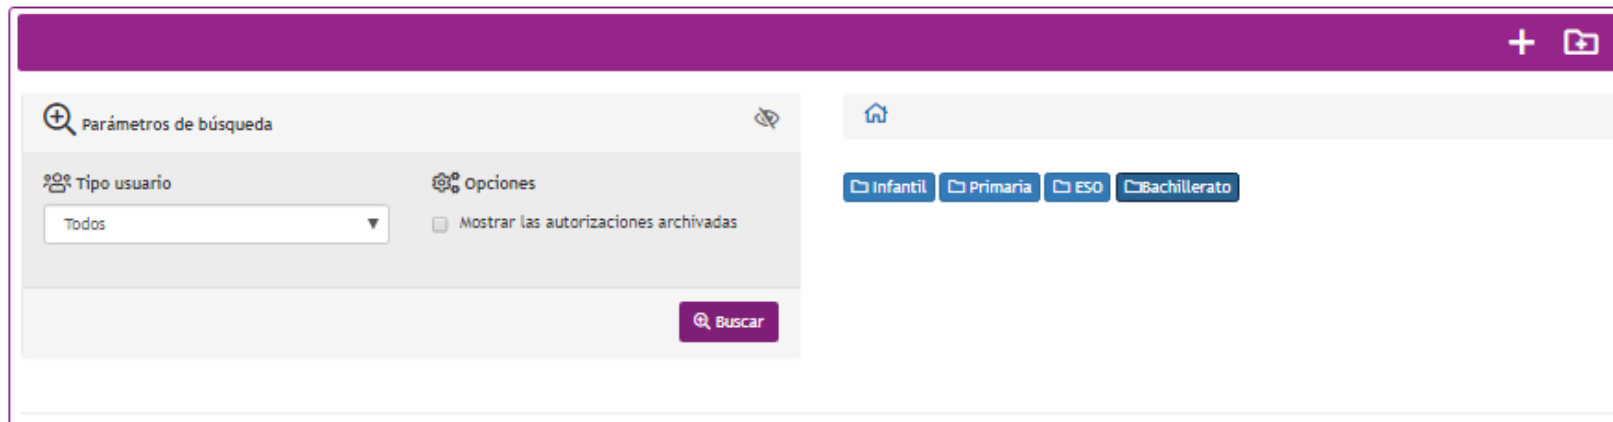 Parámetros de búsqueda
Tipo usuario
Todos
Opciones
Mostrar las autorizaciones archivadas
Buscar
Infantil Primaria ESO Bachillerato